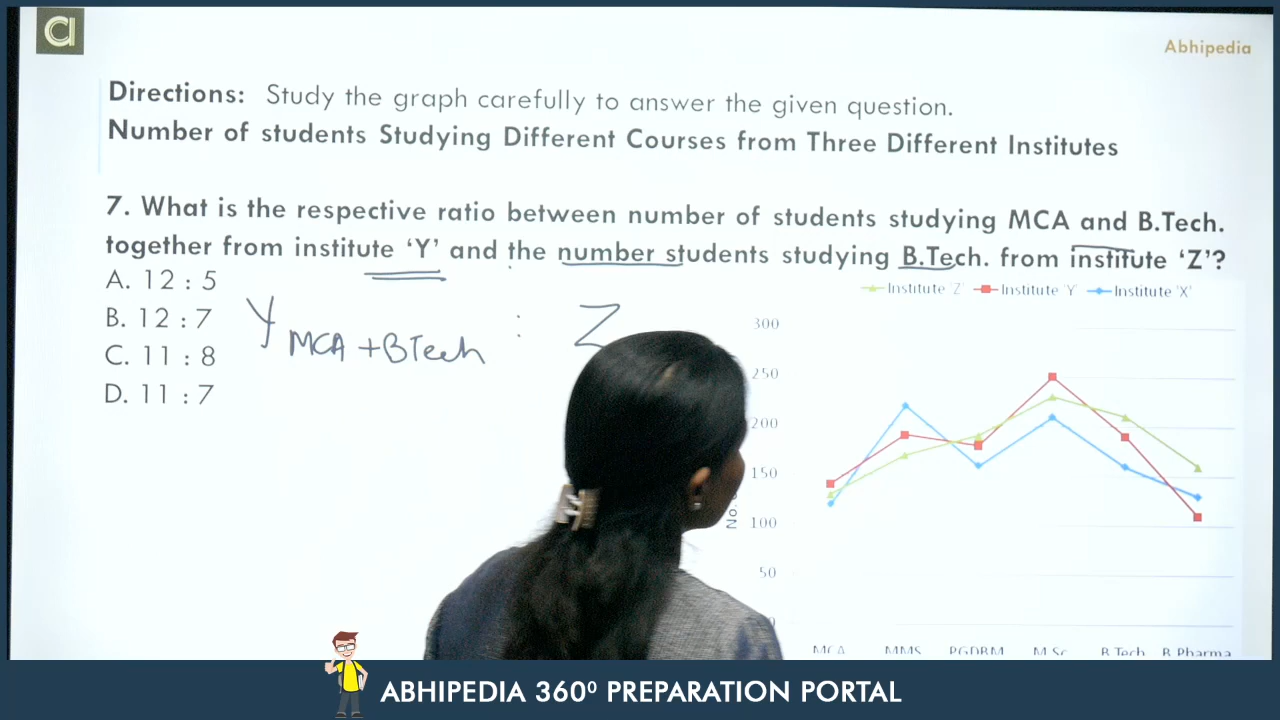 Abhipedia
Directions: Study the graph carefully to answer the given question.
Number of students Studying Different Courses from Three Different Institutes
7. What is the respective ratio between number of students studying MCA and B.Tech.
together from institute ‘Y’ and the number students studying B.Tech. from institute ‘Z’?
A. 12 : 5
B. 12 : 7
C. 11 : 8
D. 11 : 7
Y MCA + BTech : Z
Institute 'Z' Institute 'Y' Institute 'X'
300
250
200
150
100
50
0
No.
MCA MMS PGDBM M.Sc B.Tech B.Pharma
ABHIPEDIA 360⁰ PREPARATION PORTAL